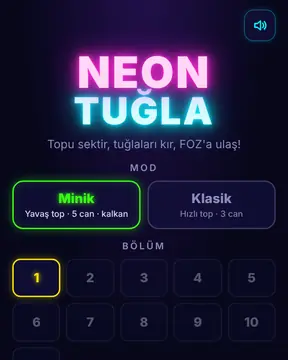 NEON
TUĞLA
Topu sektir, tuğlaları kır, FOZ'a ulaş!
MOD
Minik
Yavaş top · 5 can · kalkan
Klasik
Hızlı top · 3 can
BÖLÜM
1 2 3 4 5
6 7 8 9 10